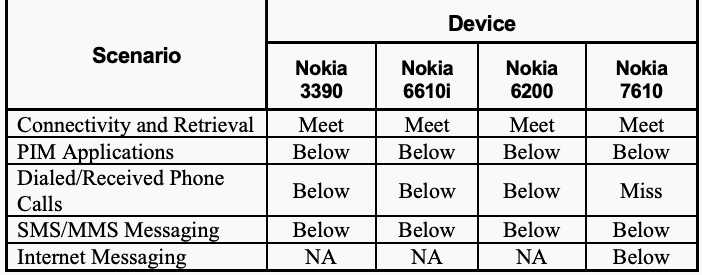 Scenario Device
Nokia 3390 Nokia 6610i Nokia 6200 Nokia 7610
Connectivity and Retrieval Meet Meet Meet Meet
PIM Applications Below Below Below Below
Dialed/Received Phone Calls Below Below Below Miss
SMS/MMS Messaging Below Below Below Below
Internet Messaging NA NA NA Below